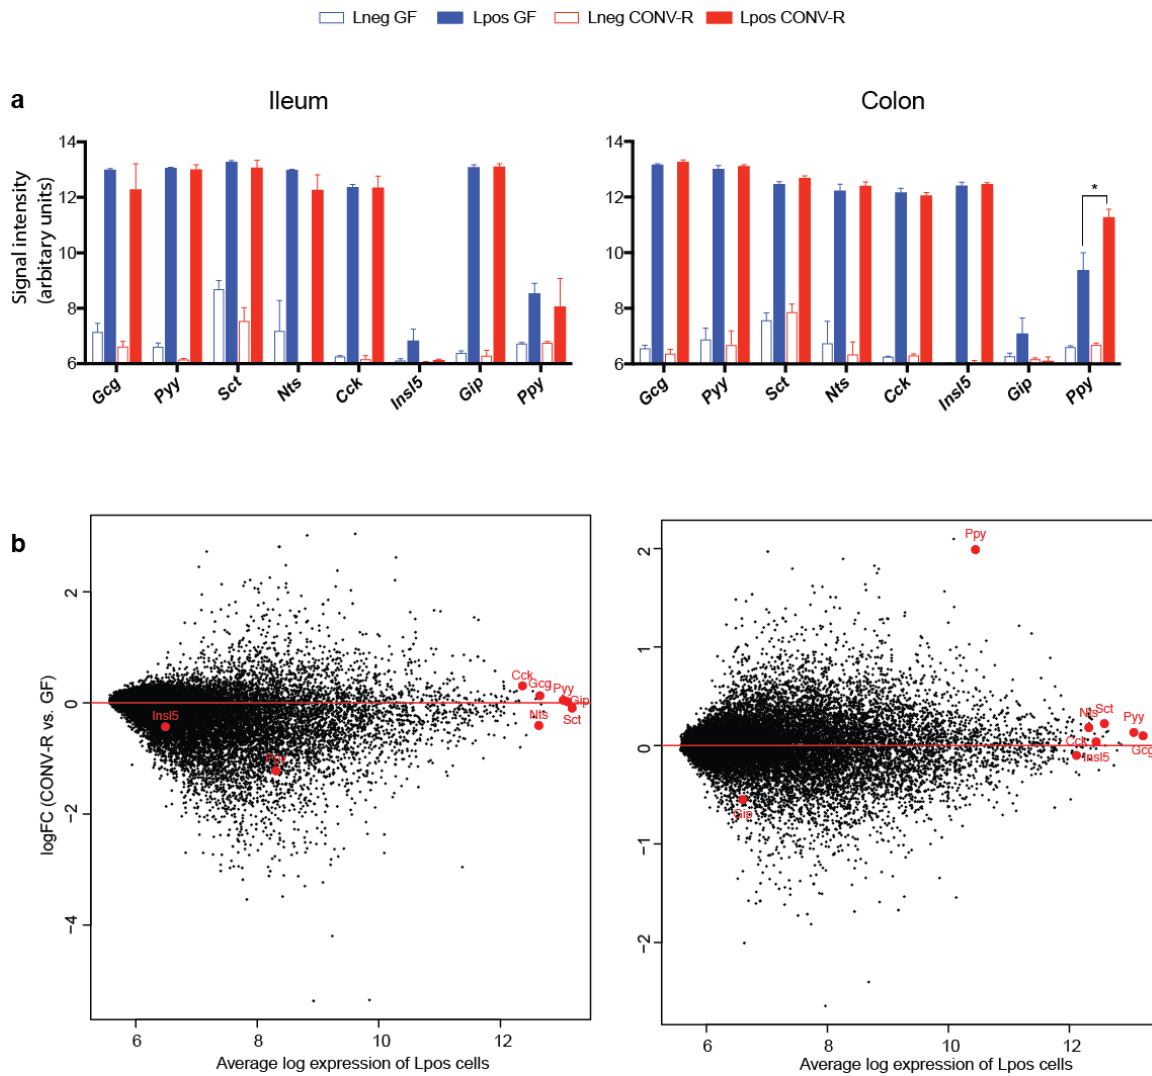 Lneg GF Lpos GF Lneg CONV-R Lpos CONV-R
a
Ileum
Colon
Signal intensity
(arbitrary units)
14
12
10
8
6
Gcg Pyy Sct Nts Cck Insl5 Gip Ppy
14
12
10
8
6
*
Gcg Pyy Sct Nts Cck Insl5 Gip Ppy
b
logFC (CONV-R vs. GF)
2
0
−2
−4
Cck
Gcg
Pyy
Gip
Nts
Sct
Insl5
Ppy
6 8 10 12
Average log expression of Lpos cells
2
1
0
−1
−2
Ppy
Nts
Sct
Pyy
Cck
Insl5
Gcg
Gip
6 8 10 12
Average log expression of Lpos cells